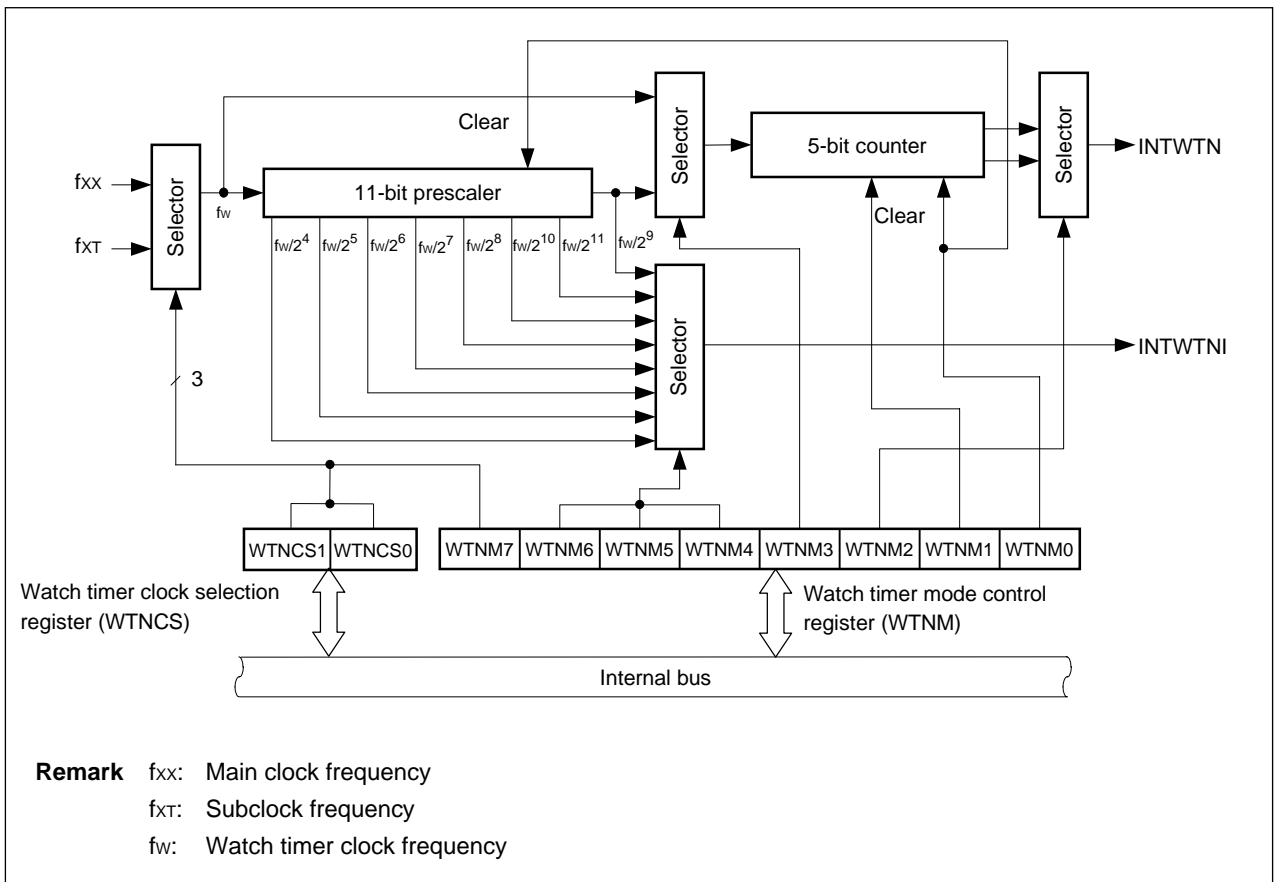 Clear
Selector
5-bit counter
Selector
INTWTN
fXX
fXT
Selector
fW
11-bit prescaler
Clear
fW/2^4
fW/2^5
fW/2^6
fW/2^7
fW/2^8
fW/2^10
fW/2^11
fW/2^9
Selector
INTWTNI
3
WTNCS1 WTNCS0
WTNM7 WTNM6 WTNM5 WTNM4 WTNM3 WTNM2 WTNM1 WTNM0
Watch timer clock selection
register (WTNCS)
Watch timer mode control
register (WTNM)
Internal bus
Remark fXX: Main clock frequency
fXT: Subclock frequency
fW: Watch timer clock frequency